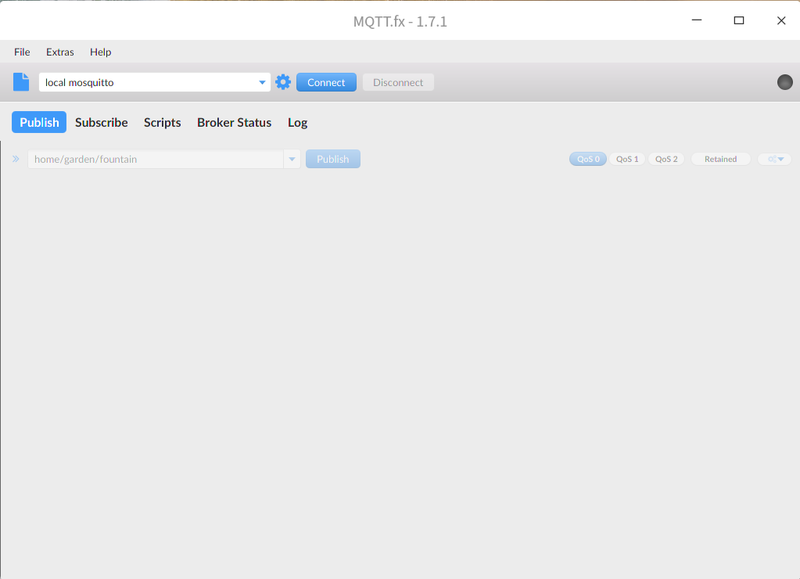 MQTT.fx - 1.7.1
File Extras Help
local mosquitto Connect Disconnect
Publish Subscribe Scripts Broker Status Log
home/garden/fountain Publish QoS 0 QoS 1 QoS 2 Retained